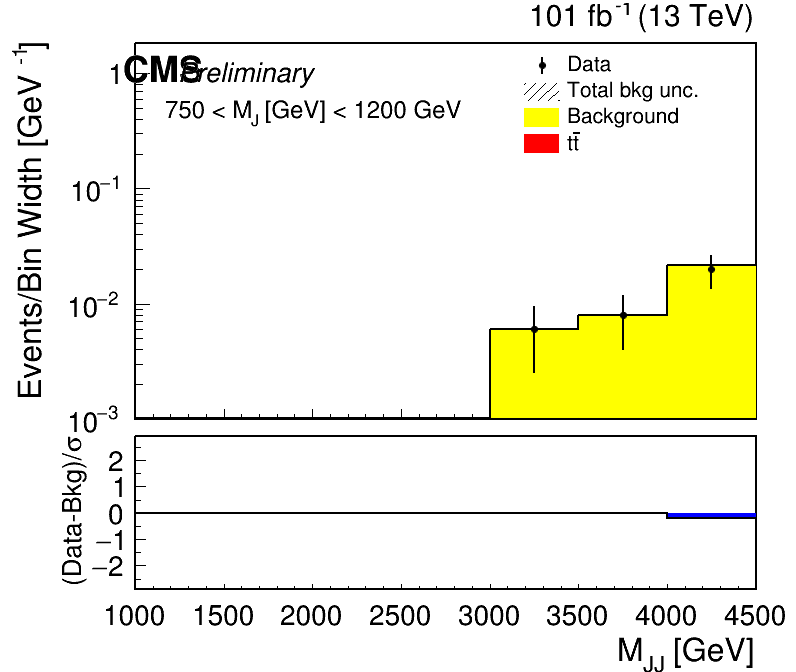 101 fb⁻¹ (13 TeV)
CMS Preliminary
750 < M_J [GeV] < 1200 GeV
Data
Total bkg unc.
Background
tt̄
Events/Bin Width [GeV⁻¹]
1
10⁻¹
10⁻²
10⁻³
(Data-Bkg)/σ
2
1
0
−1
−2
1000 1500 2000 2500 3000 3500 4000 4500
M_JJ [GeV]